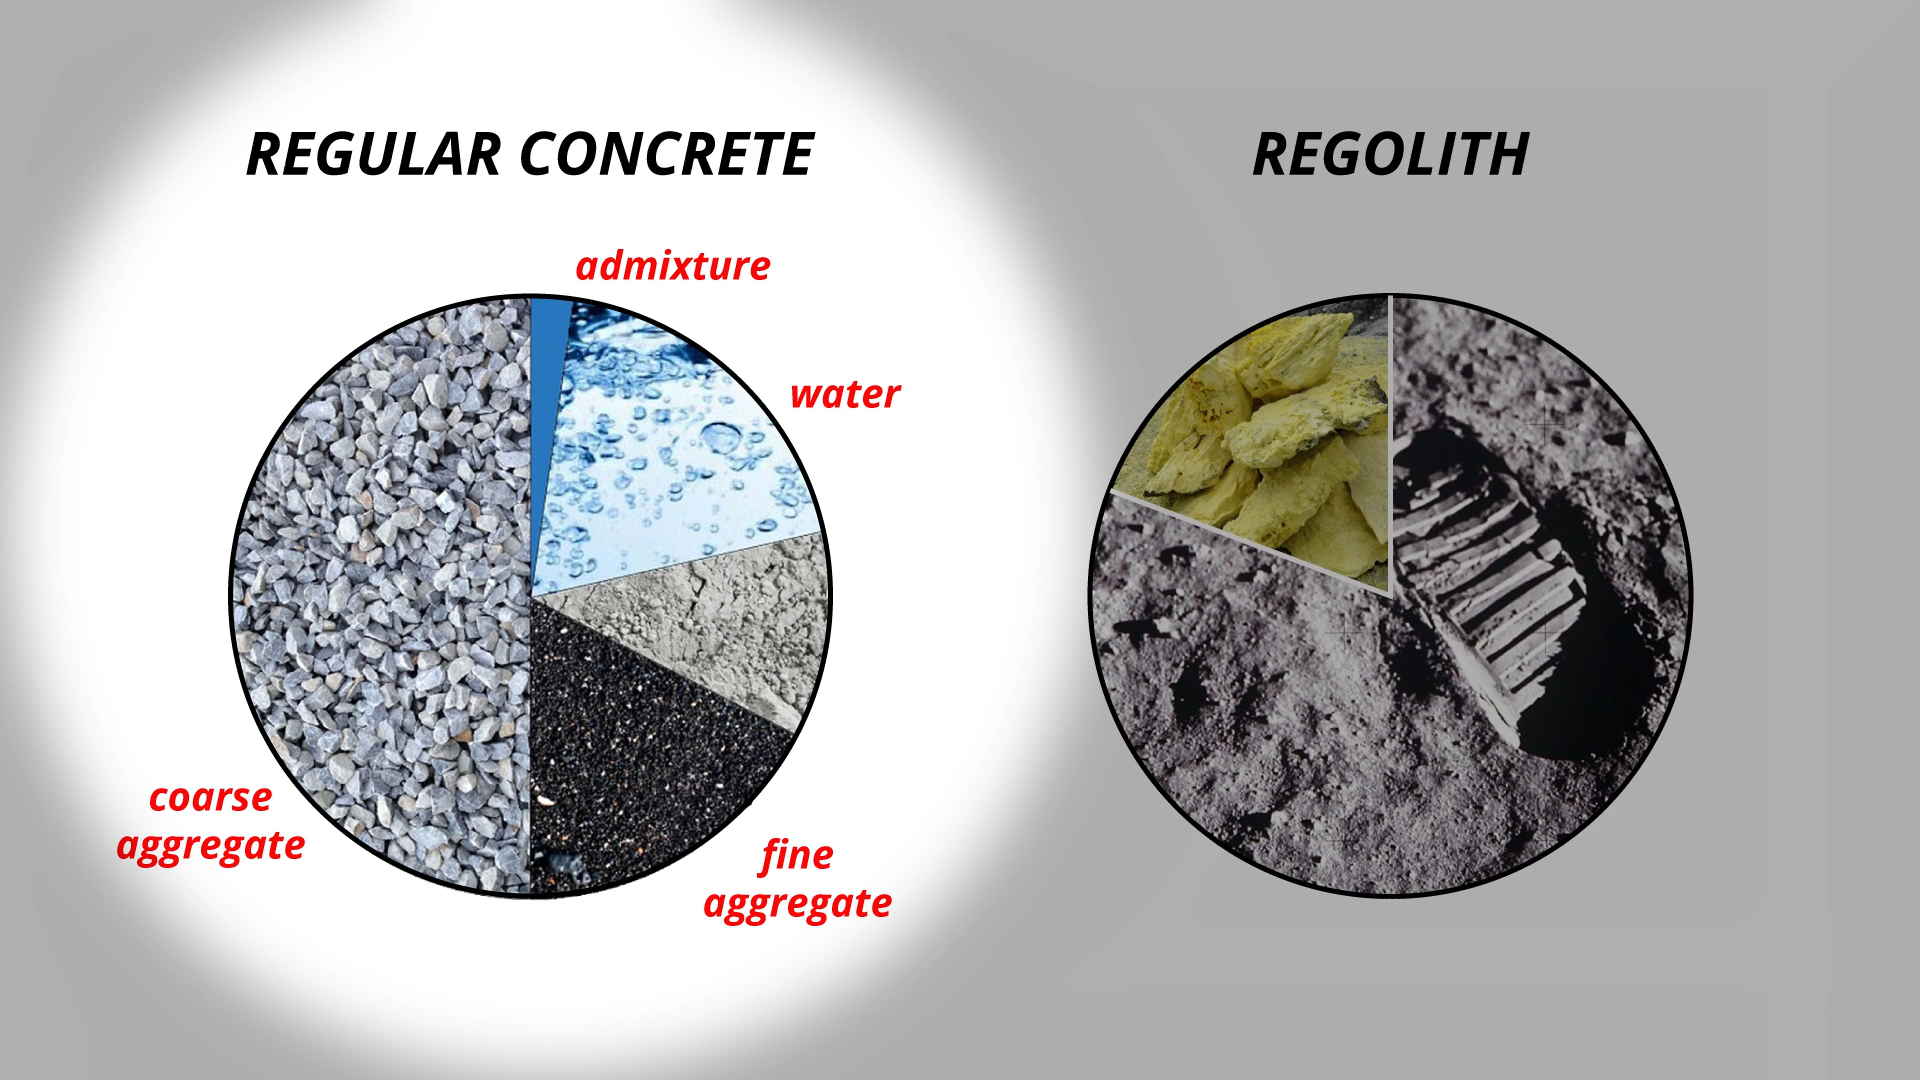 REGULAR CONCRETE
REGOLITH
admixture
water
coarse
aggregate
fine
aggregate